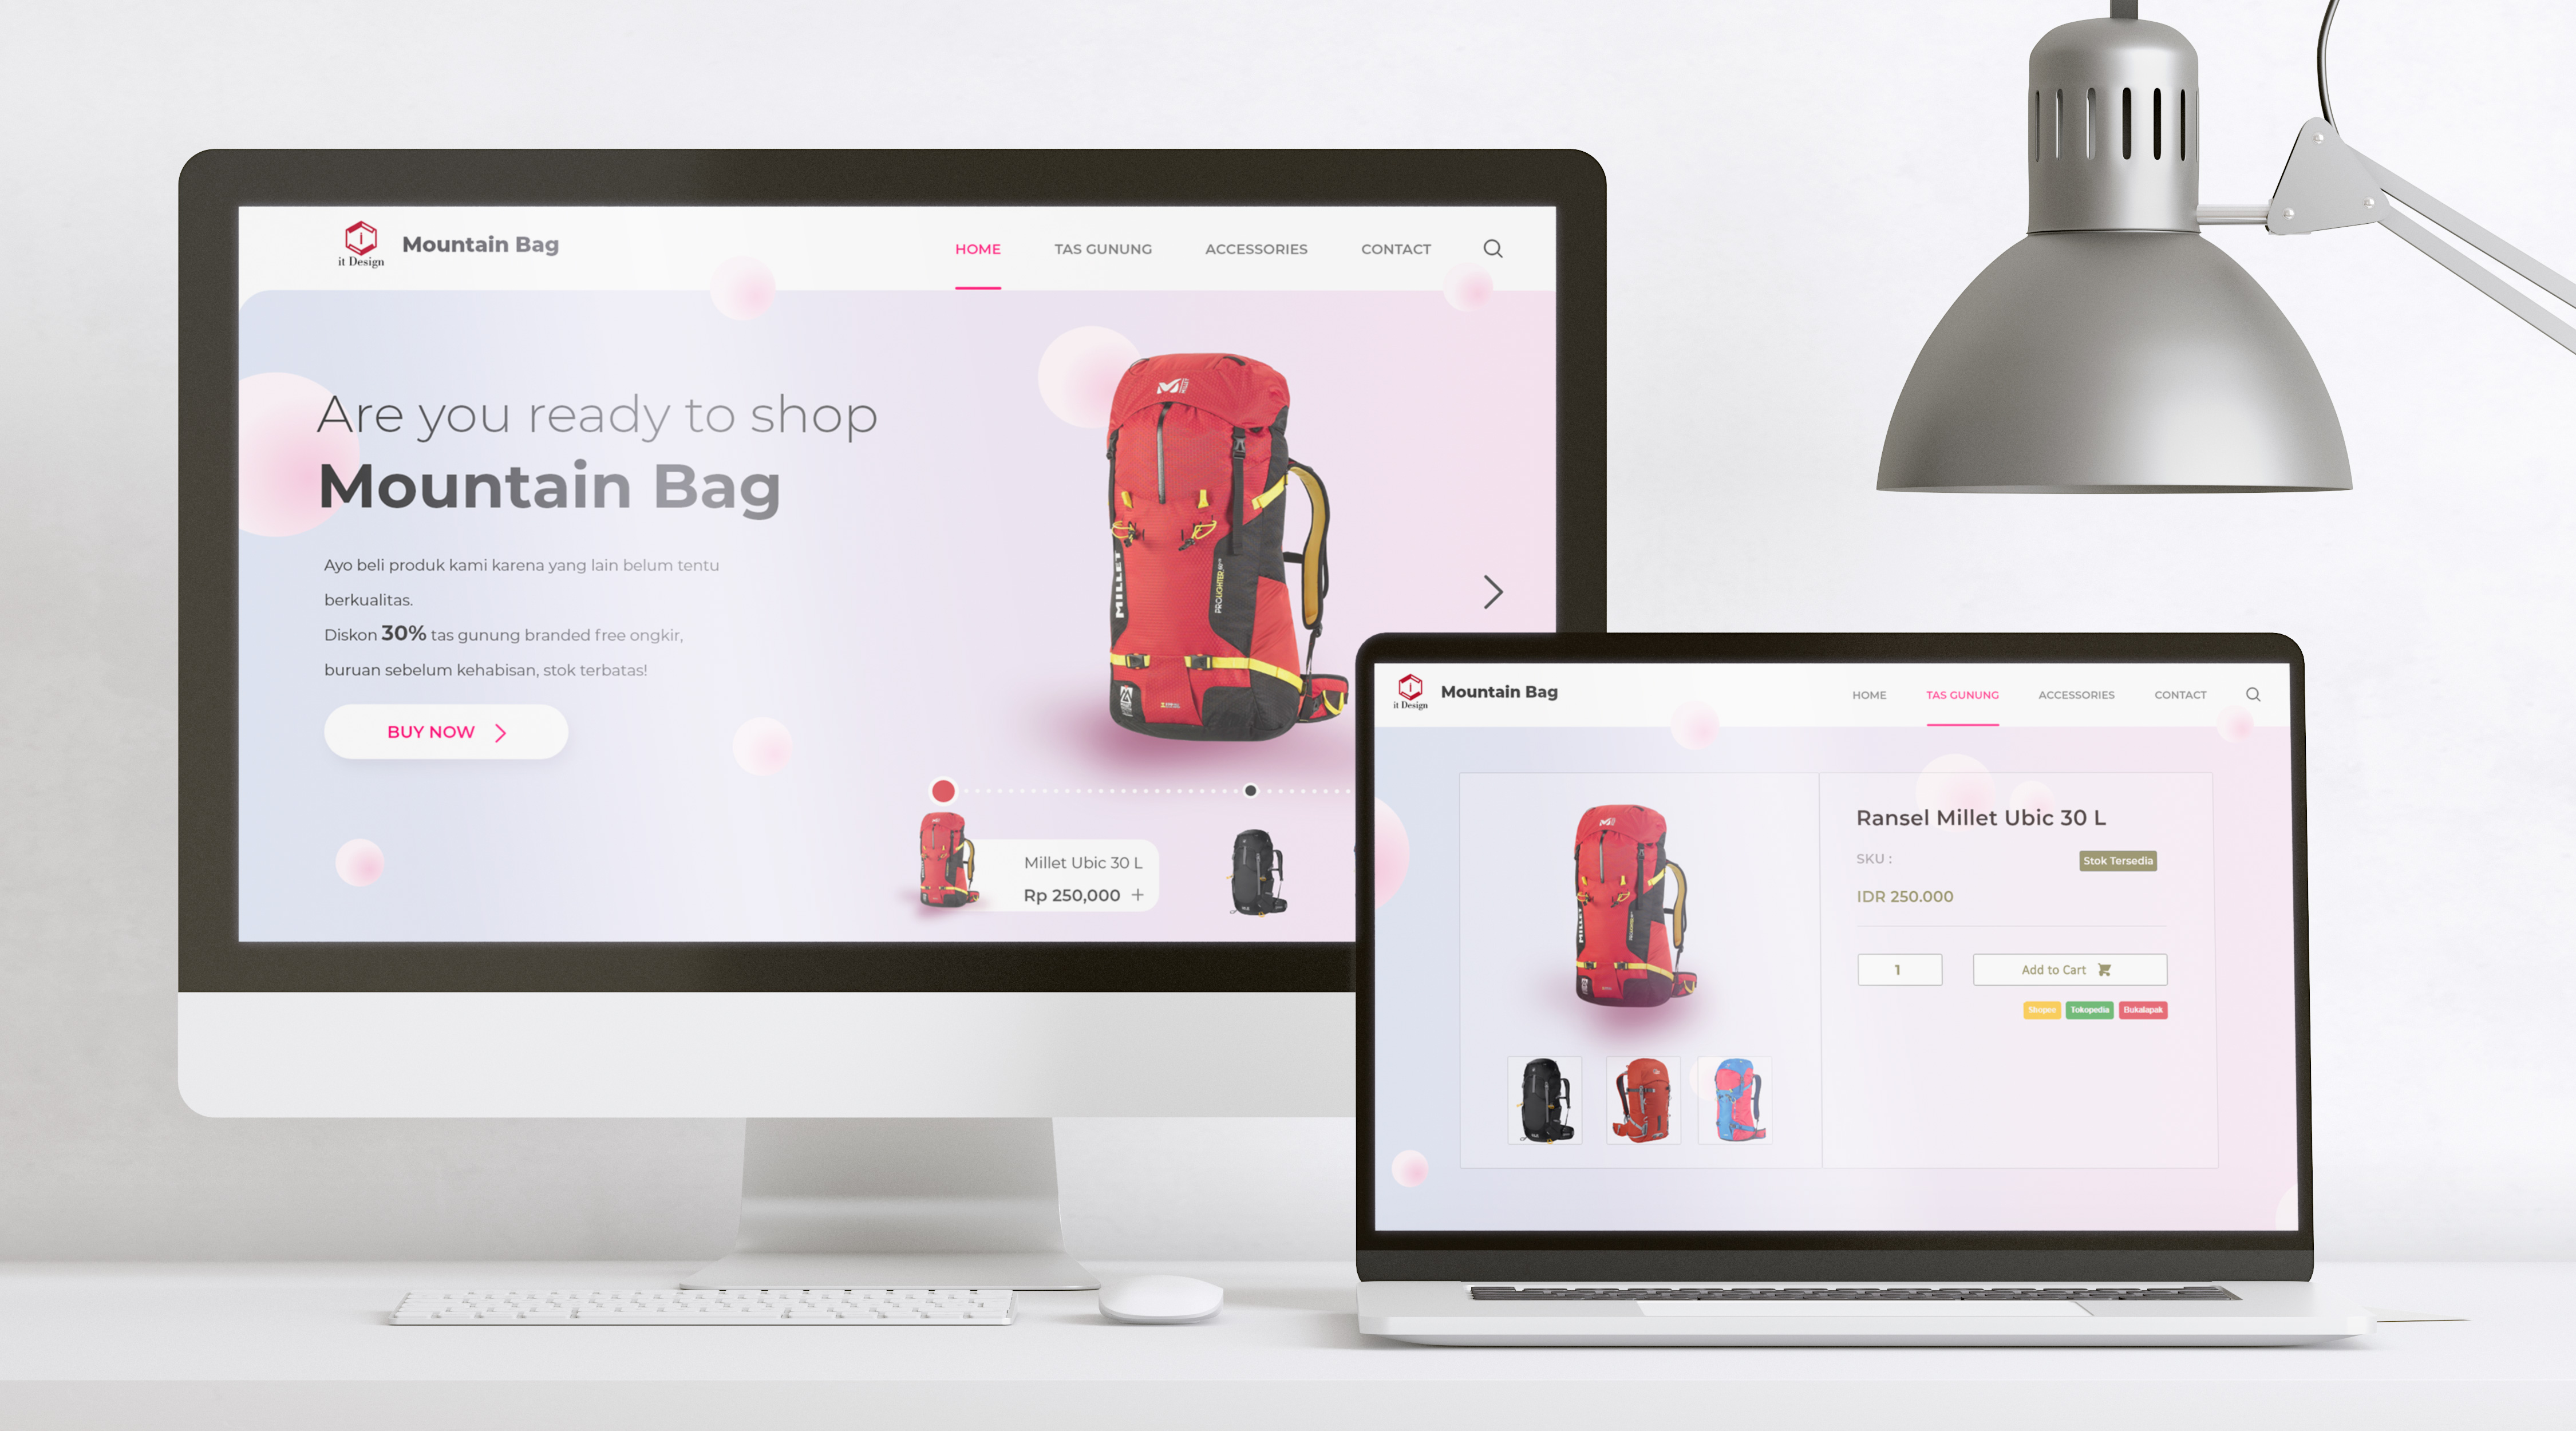 it Design
Mountain Bag
HOME
TAS GUNUNG
ACCESSORIES
CONTACT
Are you ready to shop
Mountain Bag
Ayo beli produk kami karena yang lain belum tentu
berkualitas.
Diskon 30% tas gunung branded free ongkir,
buruan sebelum kehabisan, stok terbatas!
BUY NOW
MILLET
PROLIGHTER
Millet Ubic 30 L
Rp 250,000 +
it Design
Mountain Bag
HOME
TAS GUNUNG
ACCESSORIES
CONTACT
MILLET
Ransel Millet Ubic 30 L
SKU :
Stok Tersedia
IDR 250.000
1
Add to Cart
Shopee
Tokopedia
Bukalapak